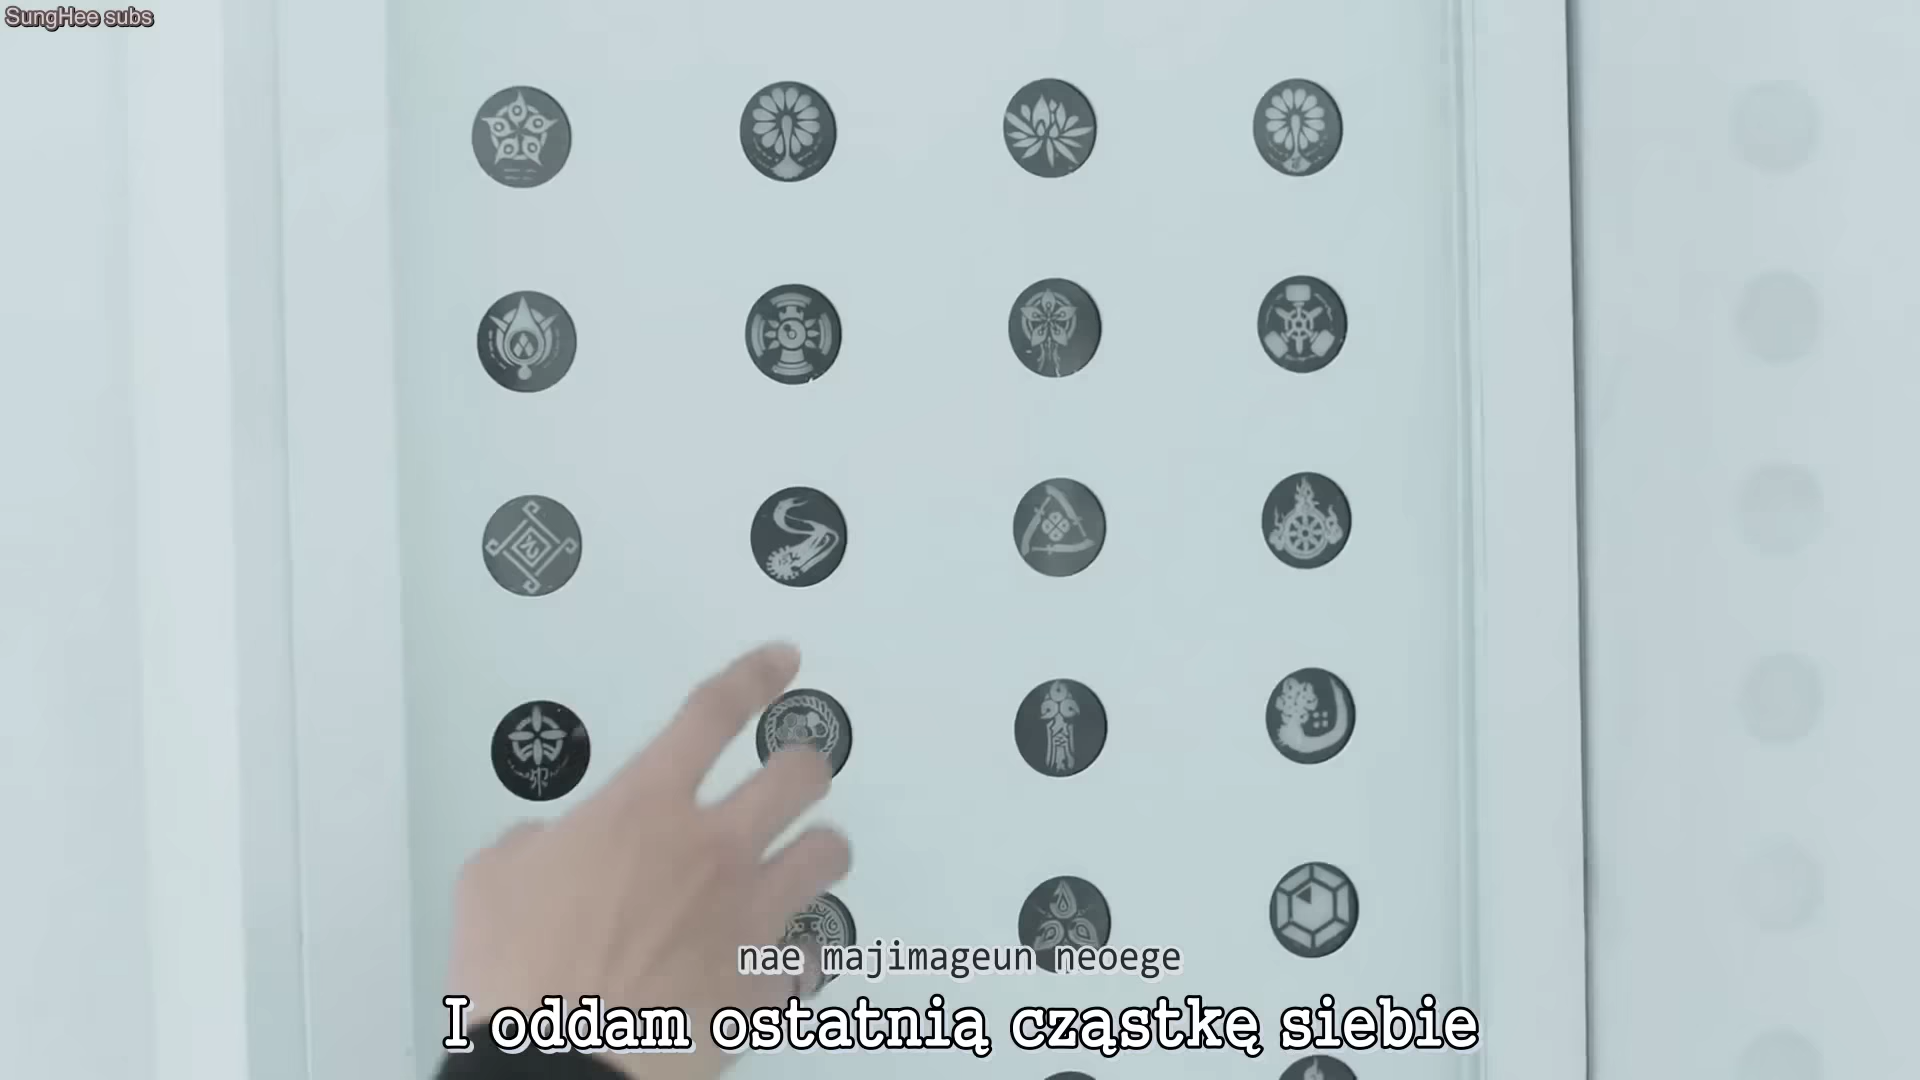 SungHee subs
nae majimageun neoege
I oddam ostatnią cząstkę siebie